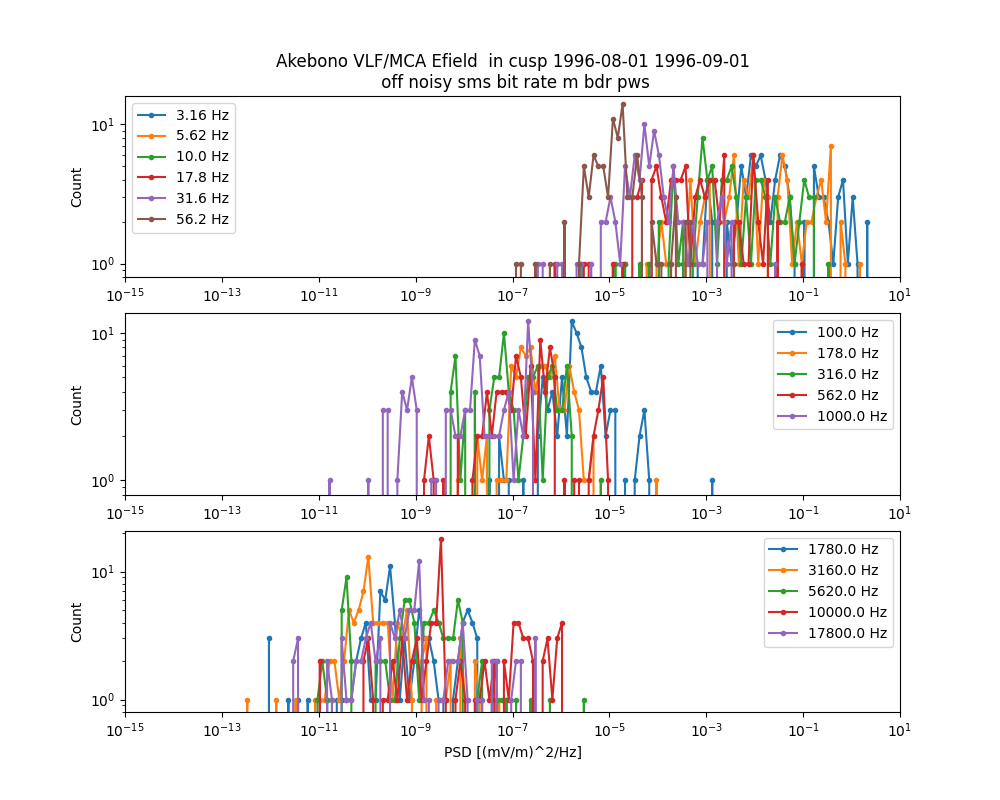 Akebono VLF/MCA Efield  in cusp 1996-08-01 1996-09-01
off noisy sms bit rate m bdr pws
Count
10^1
10^0
3.16 Hz
5.62 Hz
10.0 Hz
17.8 Hz
31.6 Hz
56.2 Hz
10^-15 10^-13 10^-11 10^-9 10^-7 10^-5 10^-3 10^-1 10^1
Count
10^1
10^0
100.0 Hz
178.0 Hz
316.0 Hz
562.0 Hz
1000.0 Hz
10^-15 10^-13 10^-11 10^-9 10^-7 10^-5 10^-3 10^-1 10^1
Count
10^1
10^0
1780.0 Hz
3160.0 Hz
5620.0 Hz
10000.0 Hz
17800.0 Hz
10^-15 10^-13 10^-11 10^-9 10^-7 10^-5 10^-3 10^-1 10^1
PSD [(mV/m)^2/Hz]